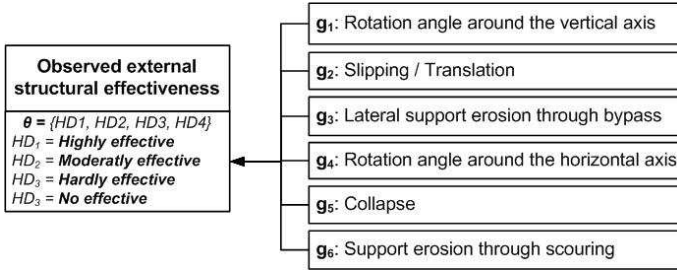 Observed external
structural effectiveness
θ = {HD1, HD2, HD3, HD4}
HD₁ = Highly effective
HD₂ = Moderatly effective
HD₃ = Hardly effective
HD₃ = No effective
g₁: Rotation angle around the vertical axis
g₂: Slipping / Translation
g₃: Lateral support erosion through bypass
g₄: Rotation angle around the horizontal axis
g₅: Collapse
g₆: Support erosion through scouring